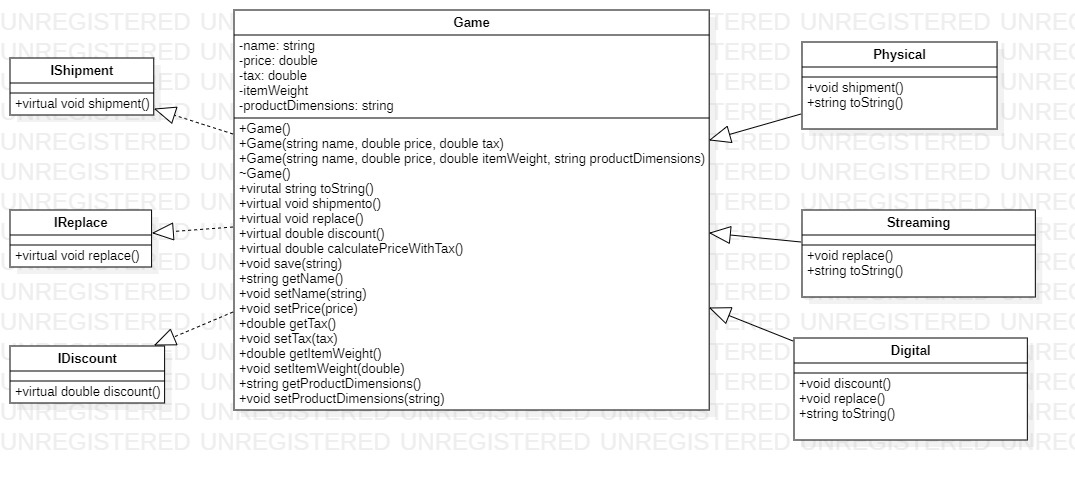 Game
-name: string
-price: double
-tax: double
-itemWeight
-productDimensions: string
+Game()
+Game(string name, double price, double tax)
+Game(string name, double price, double itemWeight, string productDimensions)
~Game()
+virutal string toString()
+virtual void shipmento()
+virtual void replace()
+virtual double discount()
+virtual double calculatePriceWithTax()
+void save(string)
+string getName()
+void setName(string)
+void setPrice(price)
+double getTax()
+void setTax(tax)
+double getItemWeight()
+void setItemWeight(double)
+string getProductDimensions()
+void setProductDimensions(string)
IShipment
+virtual void shipment()
IReplace
+virtual void replace()
IDiscount
+virtual double discount()
Physical
+void shipment()
+string toString()
Streaming
+void replace()
+string toString()
Digital
+void discount()
+void replace()
+string toString()
UNREGISTERED UNREGISTERED UNREGISTERED UNREGISTERED